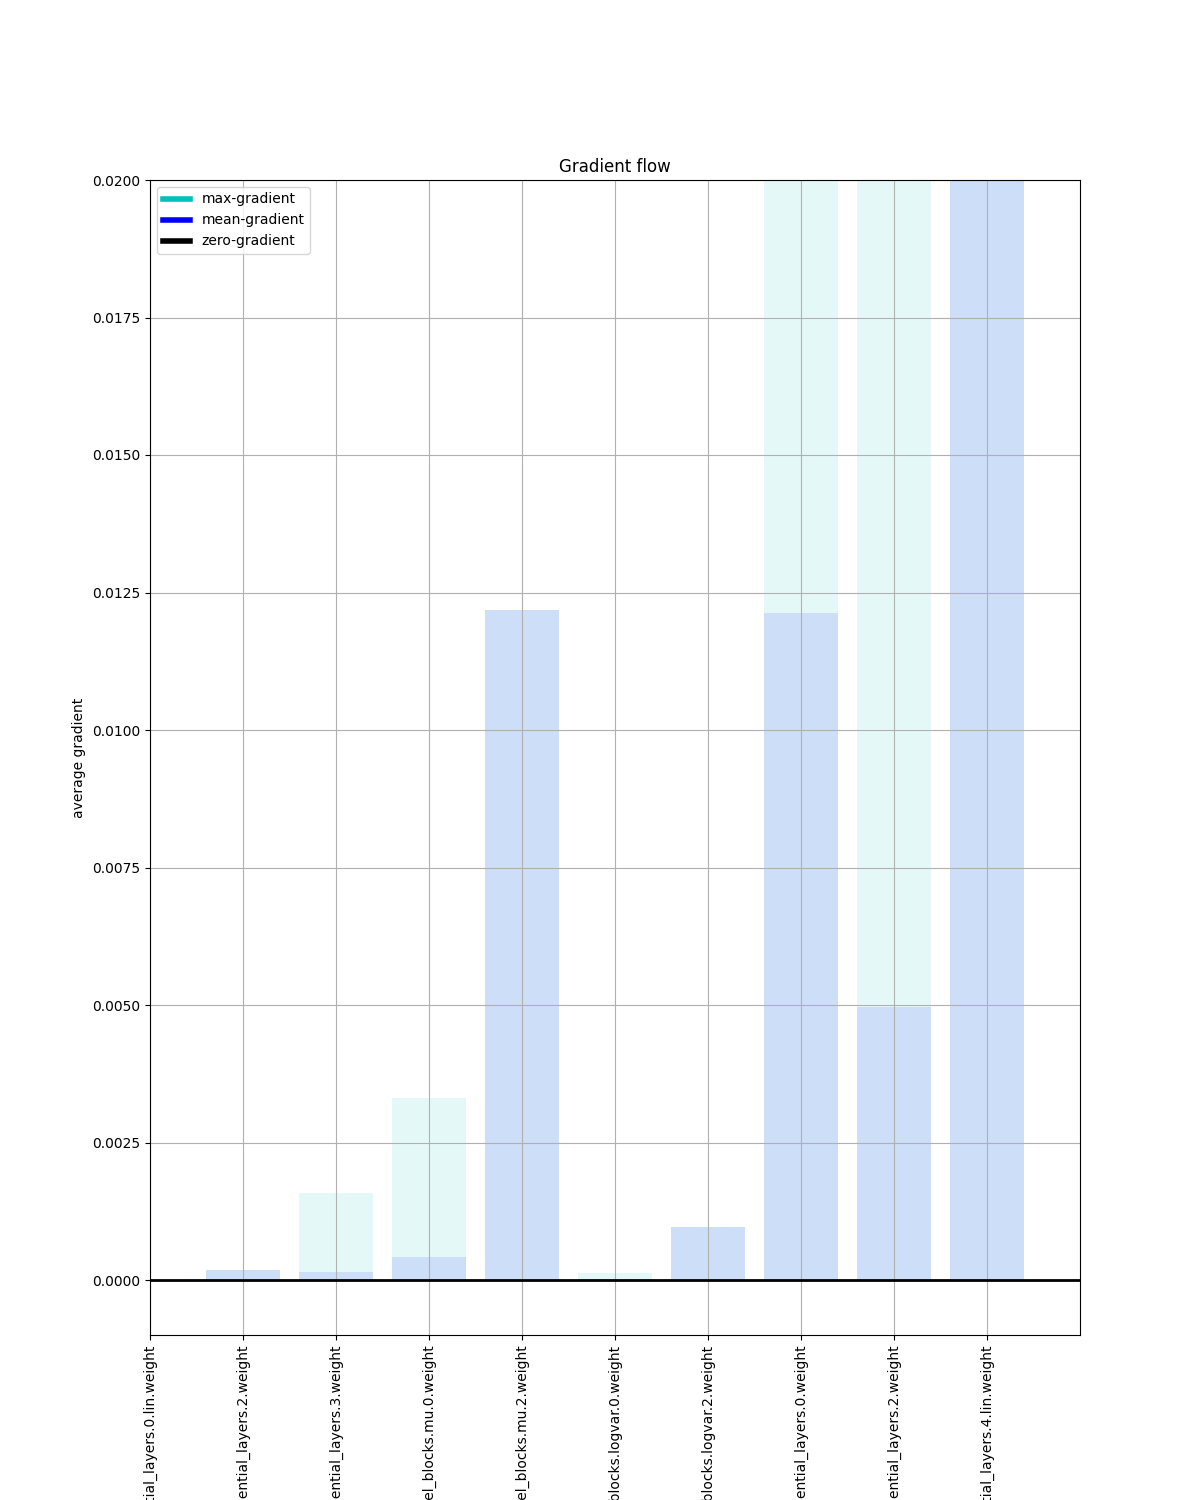 Gradient flow
max-gradient
mean-gradient
zero-gradient
0.0200
0.0175
0.0150
0.0125
0.0100
0.0075
0.0050
0.0025
0.0000
average gradient
tial_layers.0.lin.weight
ential_layers.2.weight
ential_layers.3.weight
el_blocks.mu.0.weight
el_blocks.mu.2.weight
blocks.logvar.0.weight
blocks.logvar.2.weight
ential_layers.0.weight
ential_layers.2.weight
tial_layers.4.lin.weight